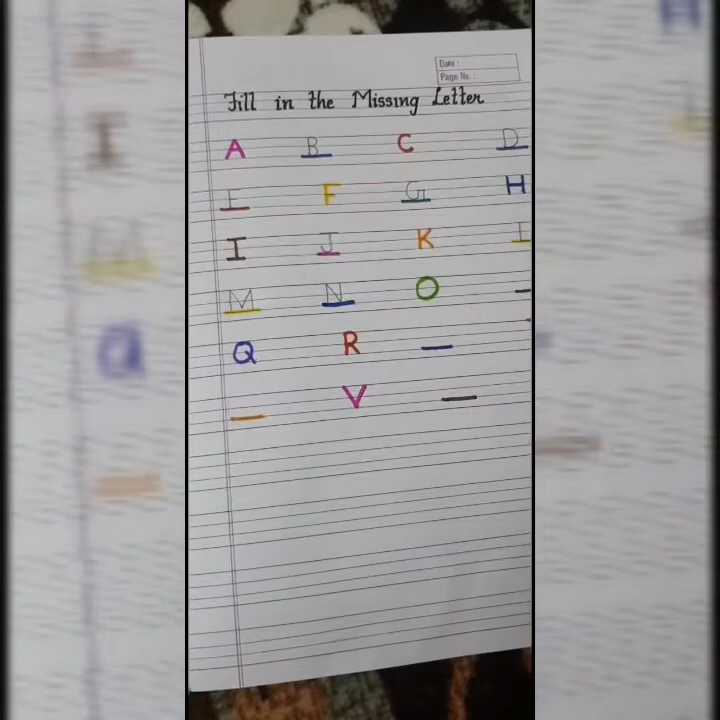 Date :
Page No. :
Fill in the Missing Letter
A B C D
E F G H
I J K L
M N O
Q R
V